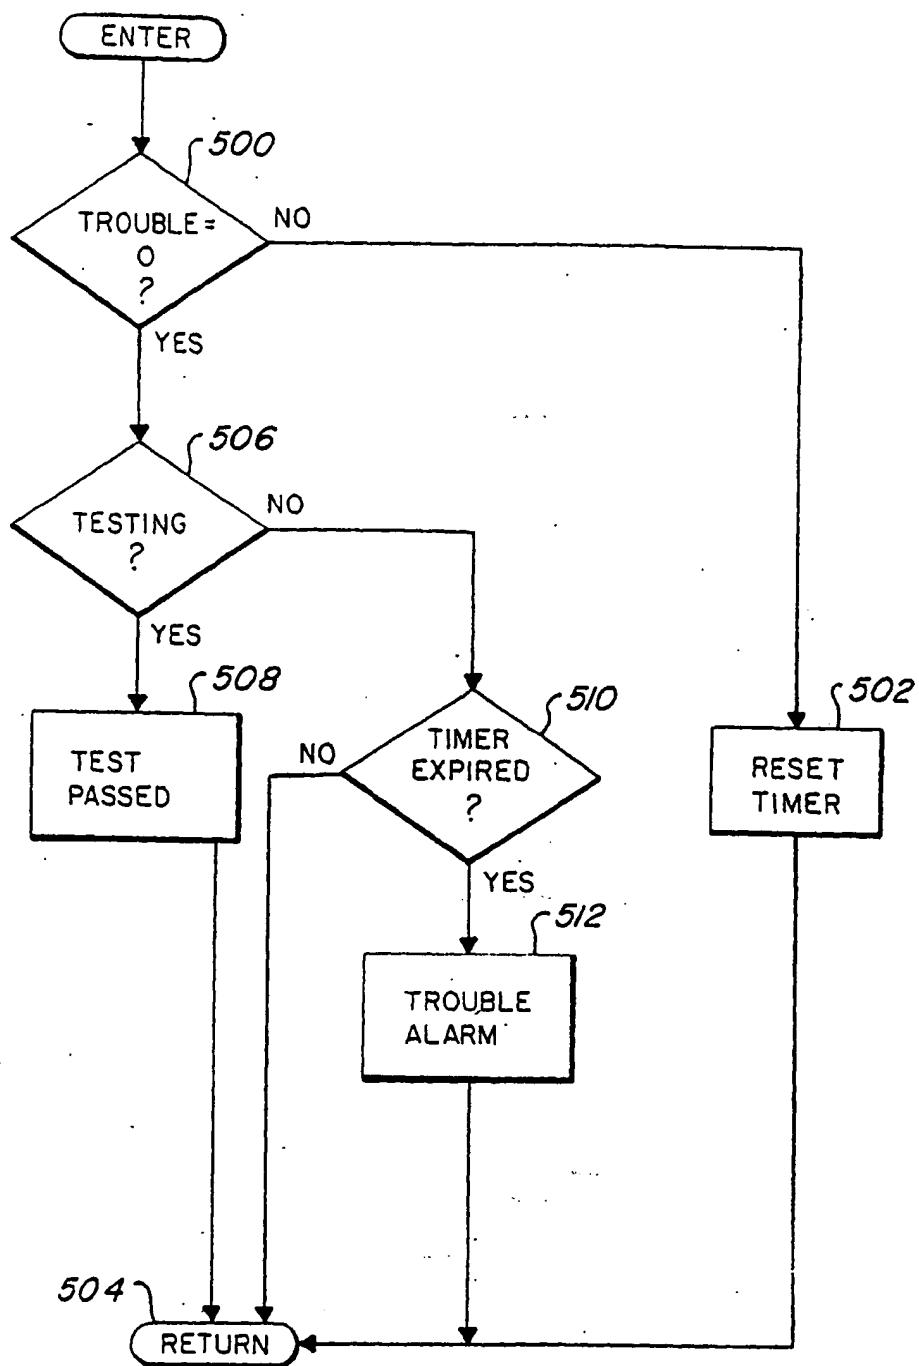 ENTER
500
TROUBLE =
0
?
NO
YES
506
TESTING
?
NO
YES
508
TEST
PASSED
510
TIMER
EXPIRED
?
NO
YES
502
RESET
TIMER
512
TROUBLE
ALARM
504
RETURN